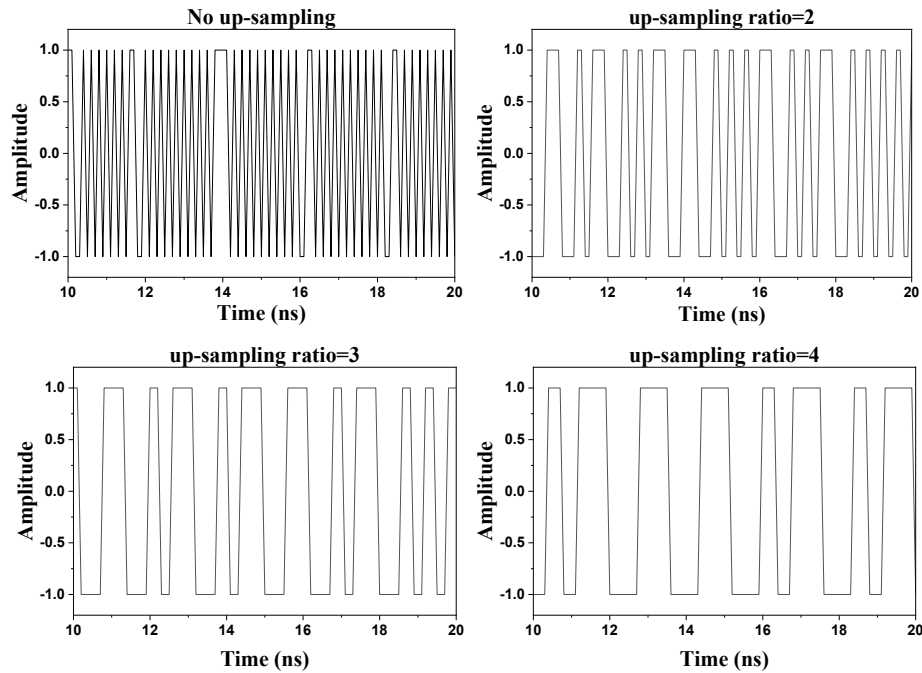 No up-sampling
1.0
0.5
0.0
-0.5
-1.0
Amplitude
10 12 14 16 18 20
Time (ns)
up-sampling ratio=2
1.0
0.5
0.0
-0.5
-1.0
Amplitude
10 12 14 16 18 20
Time (ns)
up-sampling ratio=3
1.0
0.5
0.0
-0.5
-1.0
Amplitude
10 12 14 16 18 20
Time (ns)
up-sampling ratio=4
1.0
0.5
0.0
-0.5
-1.0
Amplitude
10 12 14 16 18 20
Time (ns)